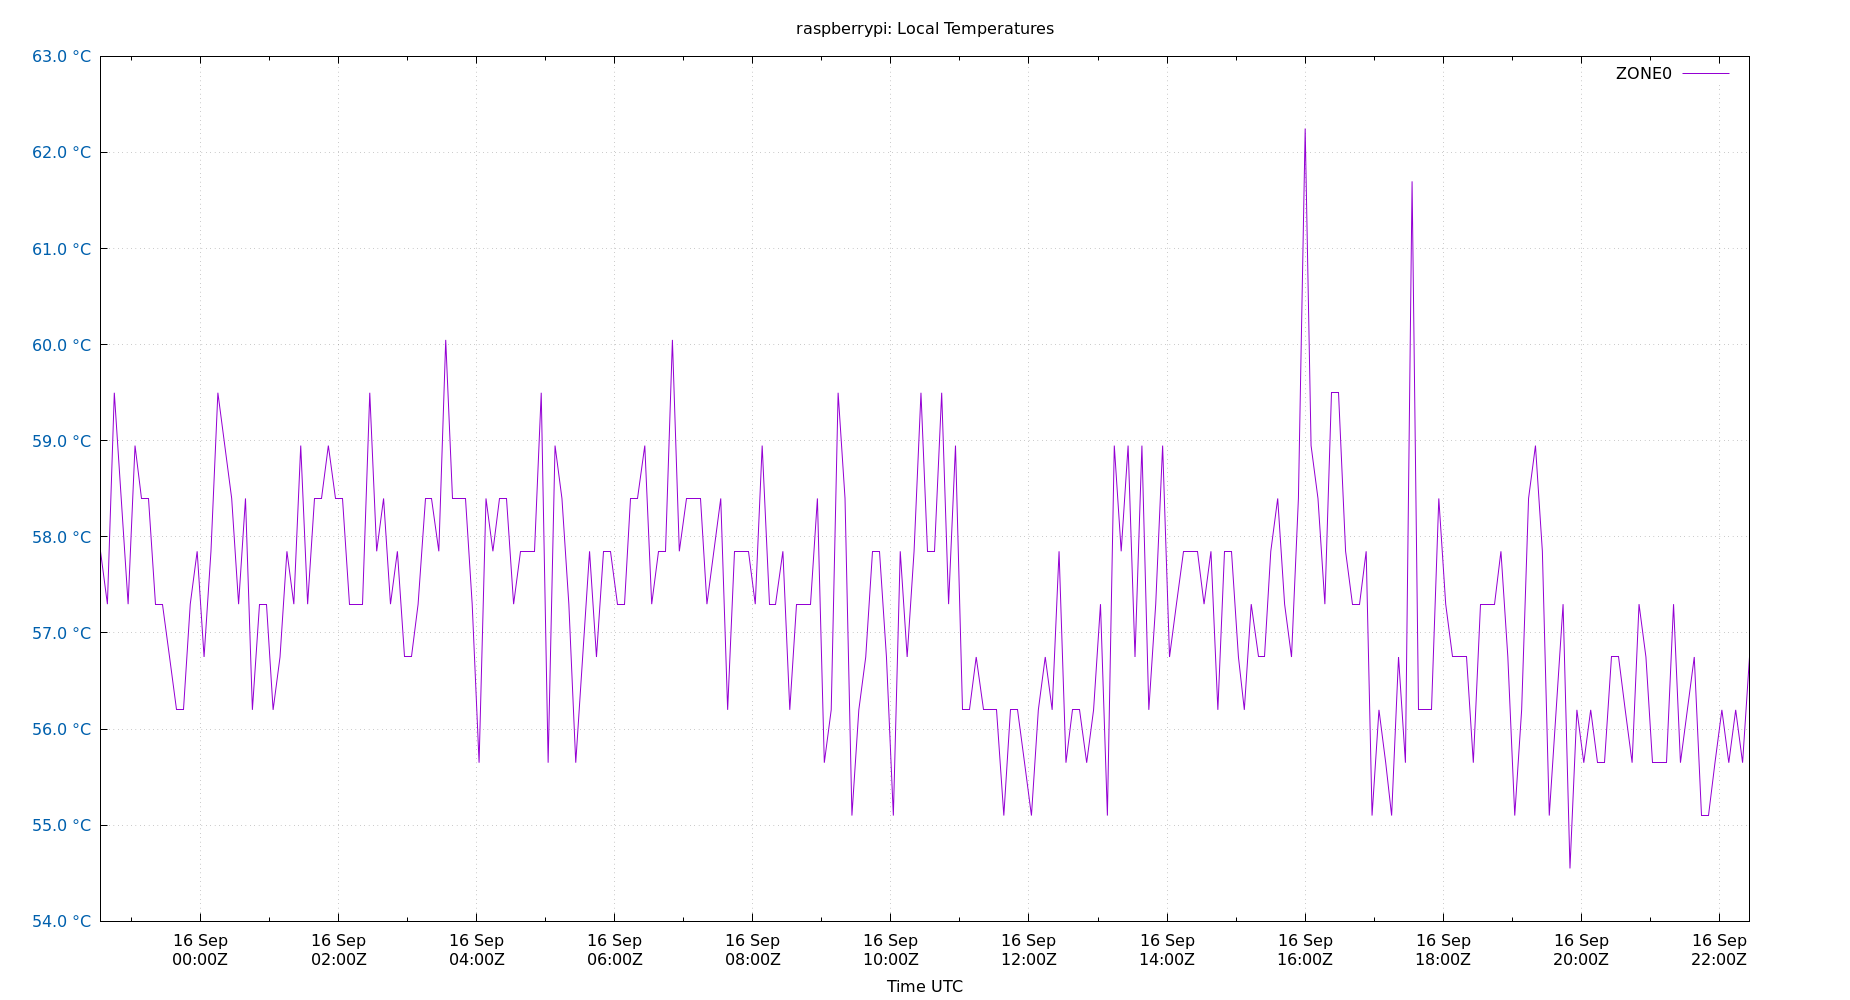 raspberrypi: Local Temperatures
63.0 °C
ZONE0
62.0 °C
61.0 °C
60.0 °C
59.0 °C
58.0 °C
57.0 °C
56.0 °C
55.0 °C
54.0 °C
16 Sep 16 Sep 16 Sep 16 Sep 16 Sep 16 Sep 16 Sep 16 Sep 16 Sep 16 Sep 16 Sep 16 Sep
00:00Z 02:00Z 04:00Z 06:00Z 08:00Z 10:00Z 12:00Z 14:00Z 16:00Z 18:00Z 20:00Z 22:00Z
Time UTC